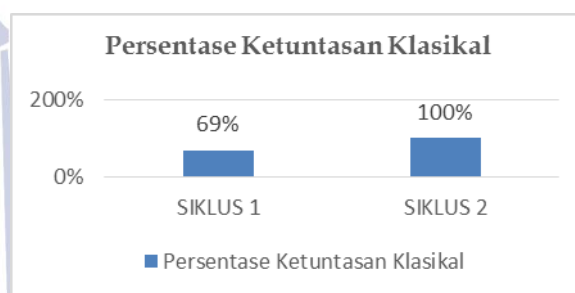 Persentase Ketuntasan Klasikal
200%
69%
100%
0%
SIKLUS 1
SIKLUS 2
Persentase Ketuntasan Klasikal